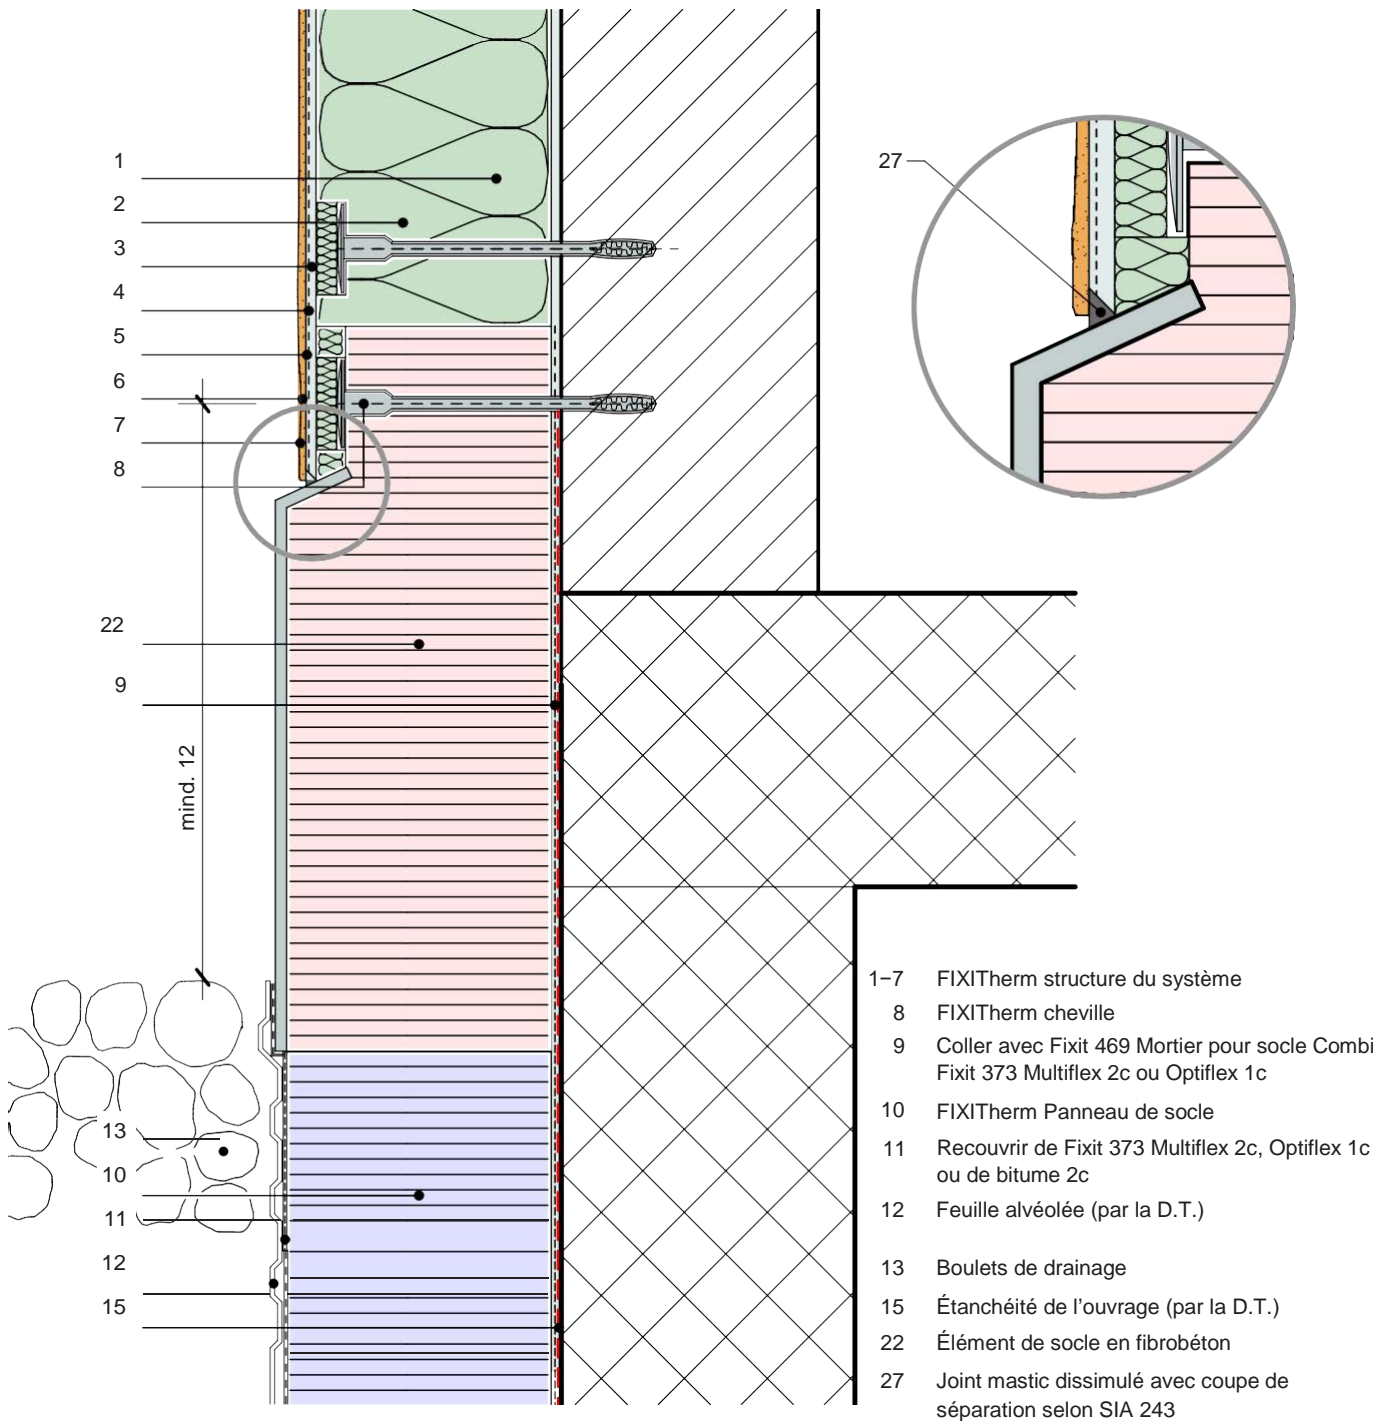 1
2
3
4
5
6
7
8
22
9
mind. 12
13
10
11
12
15
27
1–7 FIXITherm structure du système
8 FIXITherm cheville
9 Coller avec Fixit 469 Mortier pour socle Combi
Fixit 373 Multiflex 2c ou Optiflex 1c
10 FIXITherm Panneau de socle
11 Recouvrir de Fixit 373 Multiflex 2c, Optiflex 1c
ou de bitume 2c
12 Feuille alvéolée (par la D.T.)
13 Boulets de drainage
15 Étanchéité de l'ouvrage (par la D.T.)
22 Élément de socle en fibrobéton
27 Joint mastic dissimulé avec coupe de
séparation selon SIA 243